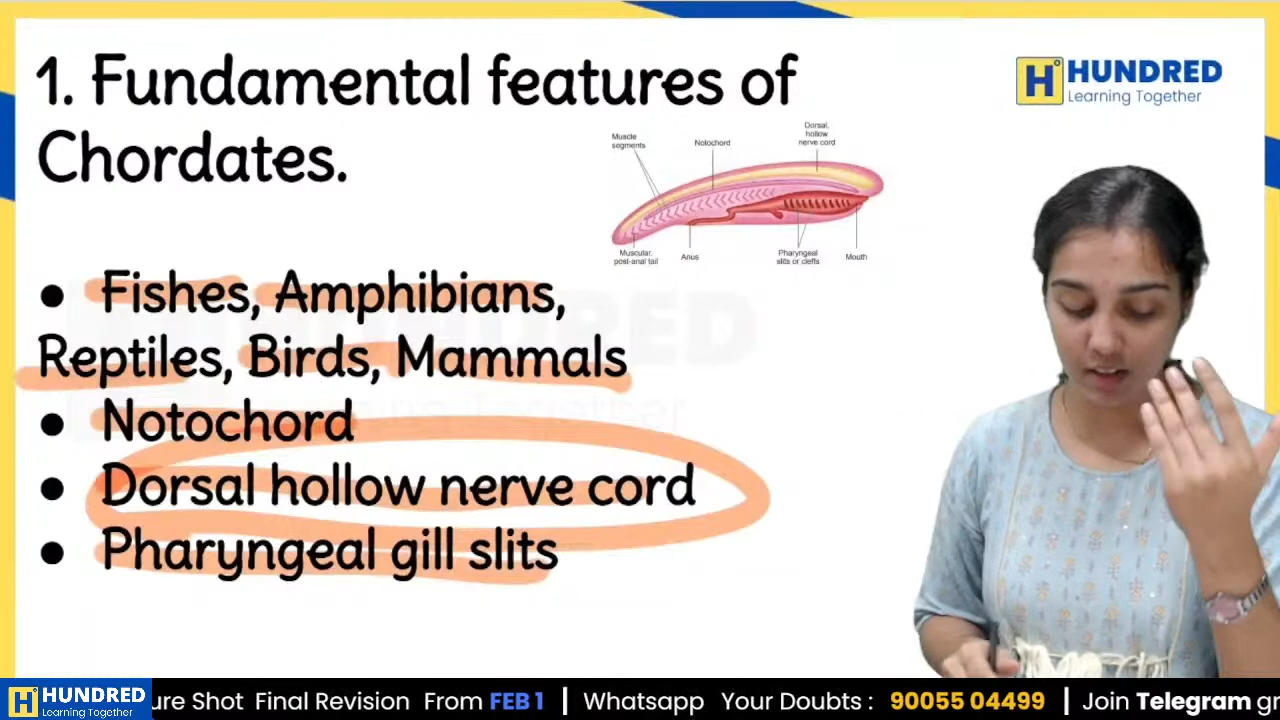 1. Fundamental features of
Chordates.
HUNDRED
Learning Together
Muscle
segments
Notochord
Dorsal,
hollow
nerve cord
Muscular,
post-anal tail
Anus
Pharyngeal
slits or clefts
Mouth
● Fishes, Amphibians,
Reptiles, Birds, Mammals
● Notochord
● Dorsal hollow nerve cord
● Pharyngeal gill slits
HUNDRED
Learning Together
ure Shot Final Revision From FEB 1 | Whatsapp Your Doubts : 90055 04499 | Join Telegram gr